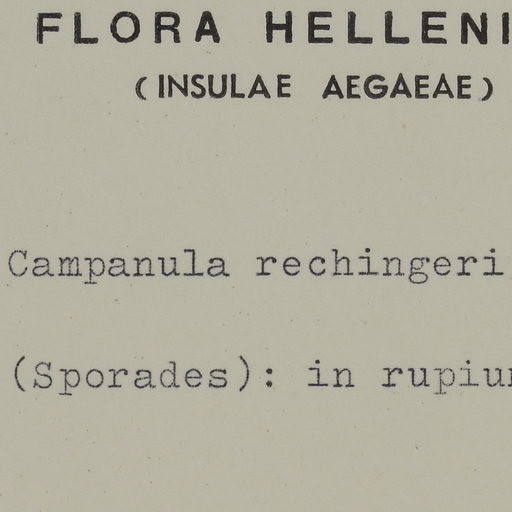 FLORA HELLENI
(INSULAE AEGAEAE)
Campanula rechingeri
(Sporades): in rupiu